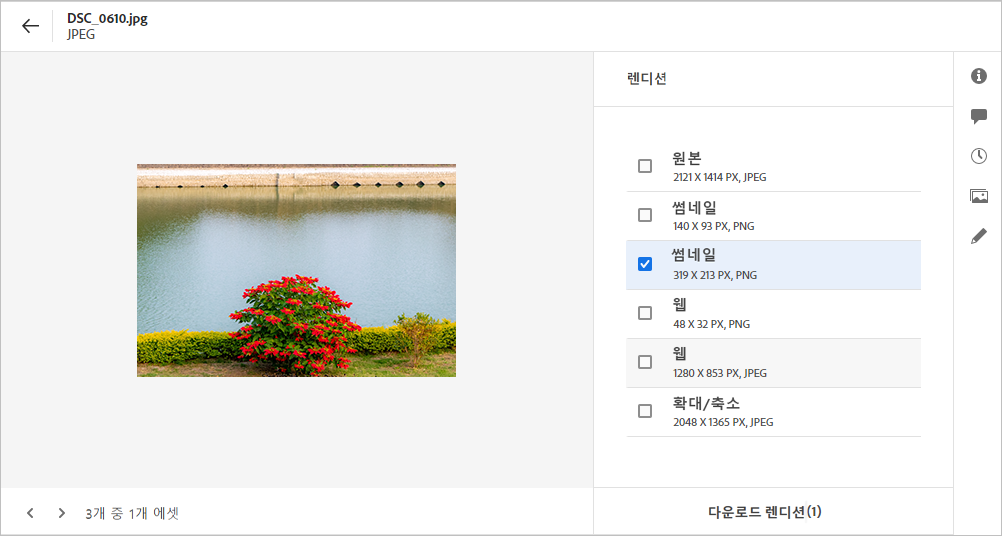 DSC_0610.jpg
JPEG
렌디션
원본
2121 X 1414 PX, JPEG
썸네일
140 X 93 PX, PNG
썸네일
319 X 213 PX, PNG
웹
48 X 32 PX, PNG
웹
1280 X 853 PX, JPEG
확대/축소
2048 X 1365 PX, JPEG
3개 중 1개 에셋
다운로드 렌디션(1)